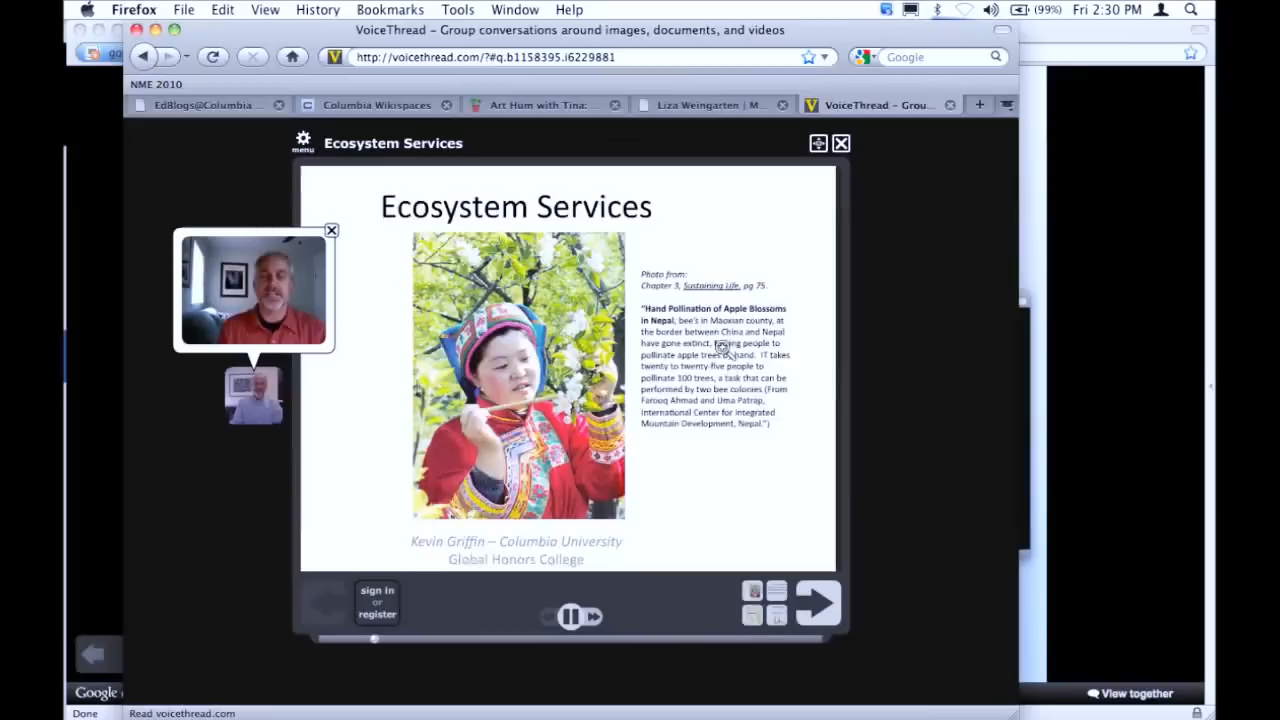 Firefox File Edit View History Bookmarks Tools Window Help (99%) Fri 2:30 PM
VoiceThread – Group conversations around images, documents, and videos
http://voicethread.com/?#q.b1158395.i6229881 Google
NME 2010
EdBlogs@Columbia ... Columbia Wikispaces Art Hum with Tina: ... Liza Weingarten | M... VoiceThread – Grou...
menu
Ecosystem Services
Ecosystem Services
Photo from:
Chapter 3, Sustaining Life, pg 75.
"Hand Pollination of Apple Blossoms
in Nepal, bee's in Maoxian county, at
the border between China and Nepal
have gone extinct, people to
pollinate apple trees hand. IT takes
twenty to twenty-five people to
pollinate 100 trees, a task that can be
performed by two bee colonies (From
Farooq Ahmad and Uma Patrap,
International Center for Integrated
Mountain Development, Nepal.")
Kevin Griffin – Columbia University
Global Honors College
sign in
or
register
Google
View together
Done
Read voicethread.com